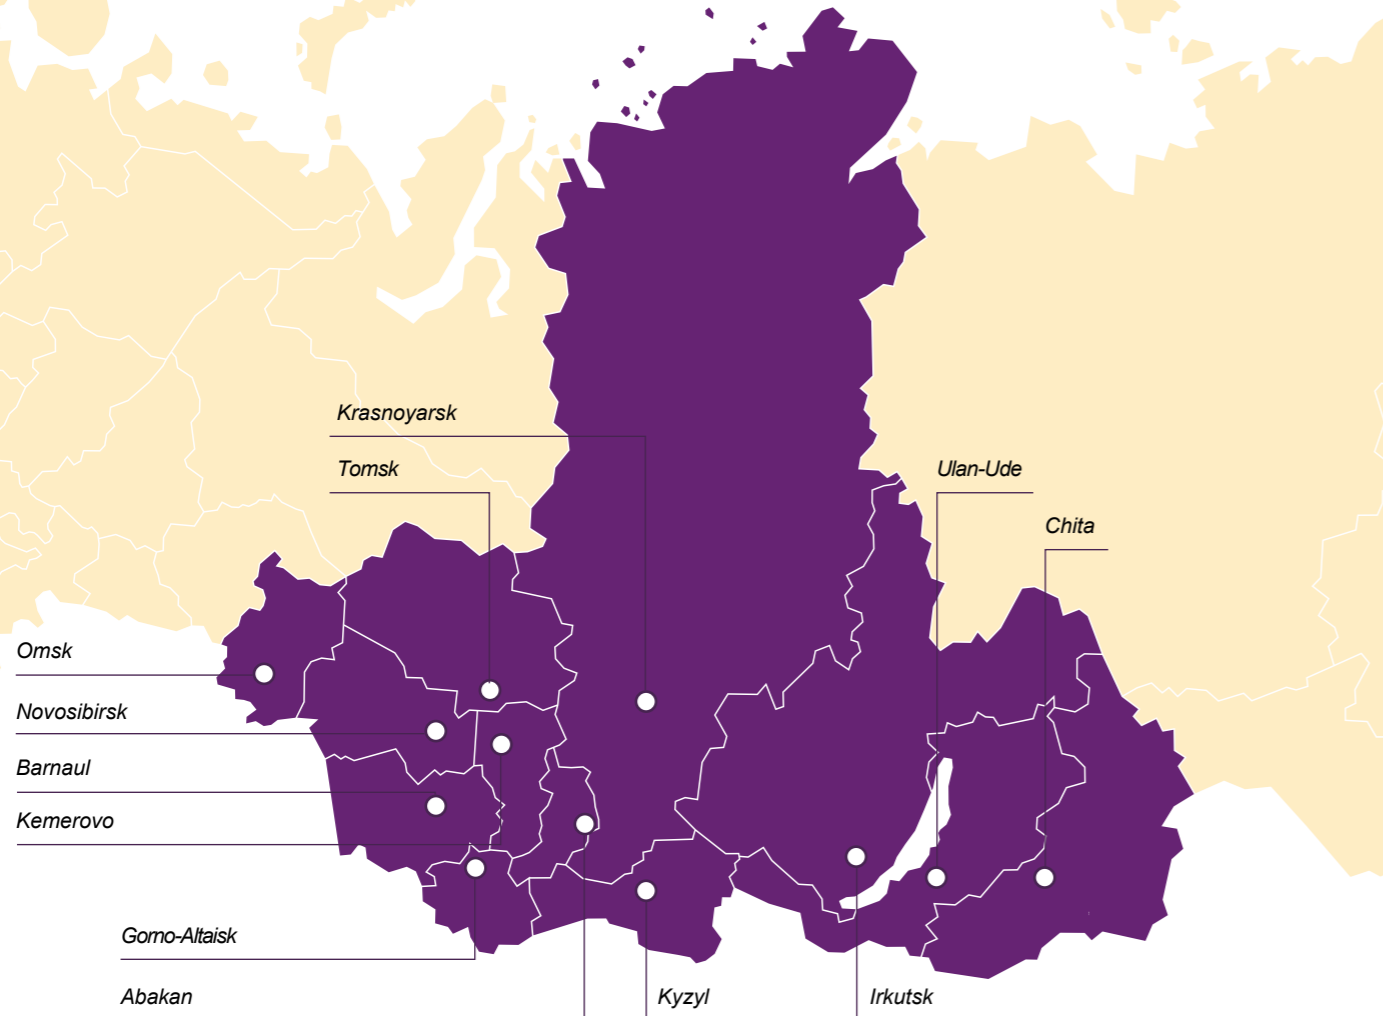 Krasnoyarsk
Tomsk
Ulan-Ude
Chita
Omsk
Novosibirsk
Barnaul
Kemerovo
Gorno-Altaisk
Abakan
Kyzyl
Irkutsk